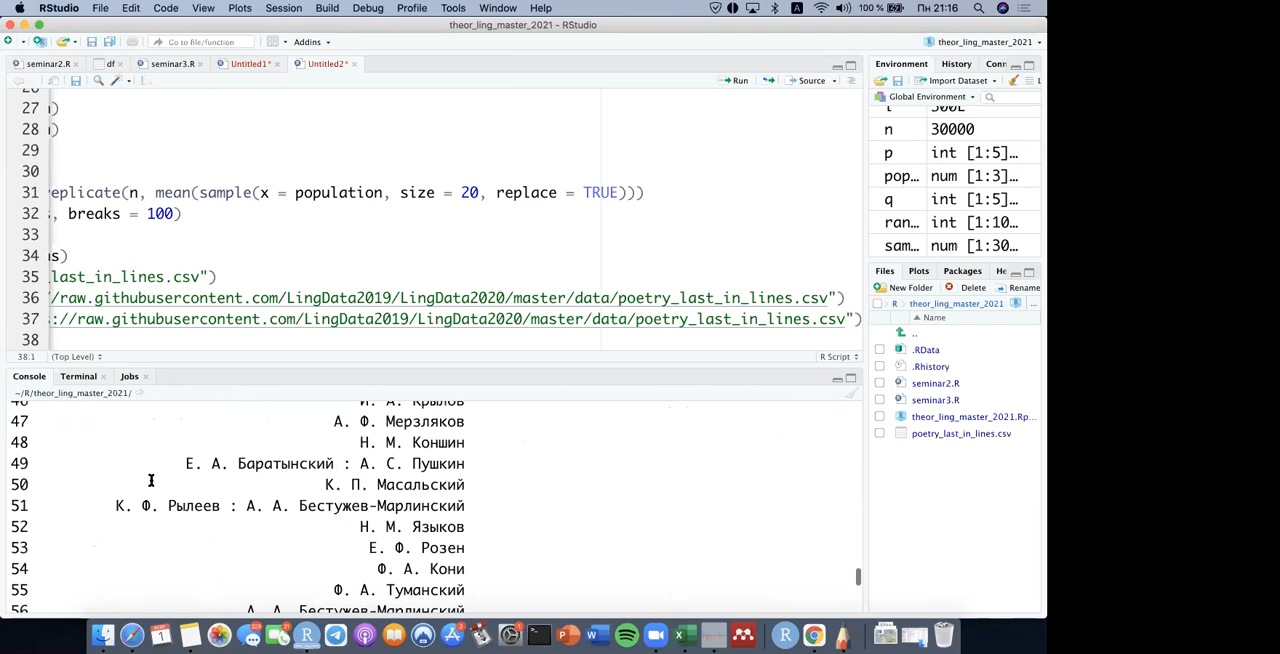 RStudio File Edit Code View Plots Session Build Debug Profile Tools Window Help 100 % Пн 21:16
theor_ling_master_2021 - RStudio
Go to file/function Addins theor_ling_master_2021
seminar2.R df seminar3.R Untitled1* Untitled2*
Run Source
27 )
28 )
29
30
31 eplicate(n, mean(sample(x = population, size = 20, replace = TRUE)))
32 , breaks = 100)
33
34 s)
35 last_in_lines.csv")
36 /raw.githubusercontent.com/LingData2019/LingData2020/master/data/poetry_last_in_lines.csv")
37 ://raw.githubusercontent.com/LingData2019/LingData2020/master/data/poetry_last_in_lines.csv")
38
38:1 (Top Level) R Script
Console Terminal Jobs
~/R/theor_ling_master_2021/
46 И. А. Крылов
47 А. Ф. Мерзляков
48 Н. М. Коншин
49 Е. А. Баратынский : А. С. Пушкин
50 К. П. Масальский
51 К. Ф. Рылеев : А. А. Бестужев-Марлинский
52 Н. М. Языков
53 Е. Ф. Розен
54 Ф. А. Кони
55 Ф. А. Туманский
56 А. А. Бестужев-Марлинский
Environment History Conn
Import Dataset
Global Environment
n 30000
p int [1:5]…
pop… num [1:3]…
q int [1:5]…
ran… int [1:10…
sam… num [1:30…
Files Plots Packages He
New Folder Delete Rename
R theor_ling_master_2021 ...
Name
..
.RData
.Rhistory
seminar2.R
seminar3.R
theor_ling_master_2021.Rp...
poetry_last_in_lines.csv